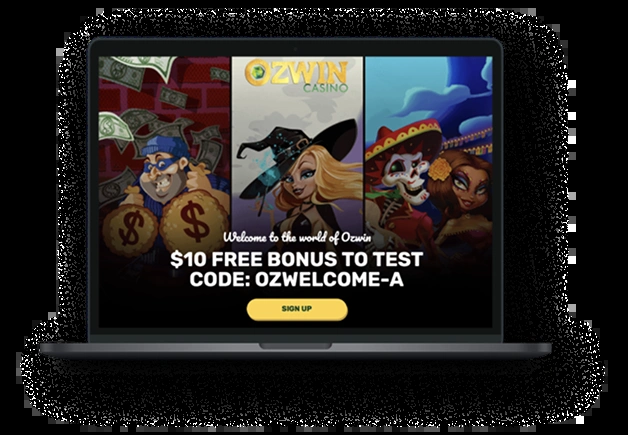 OZWIN
CASINO
$
$
Welcome to the world of Ozwin
$10 FREE BONUS TO TEST
CODE: OZWELCOME-A
SIGN UP